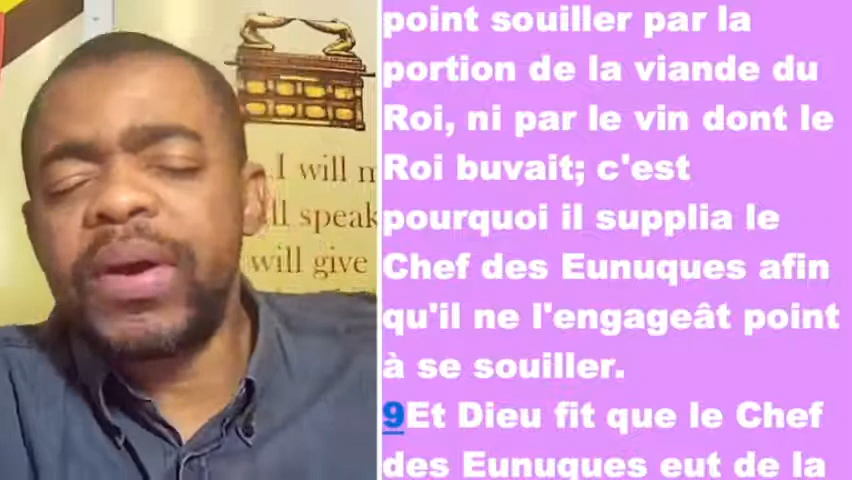 I will
speak
will give
point souiller par la
portion de la viande du
Roi, ni par le vin dont le
Roi buvait; c'est
pourquoi il supplia le
Chef des Eunuques afin
qu'il ne l'engageât point
à se souiller.
9Et Dieu fit que le Chef
des Eunuques eut de la